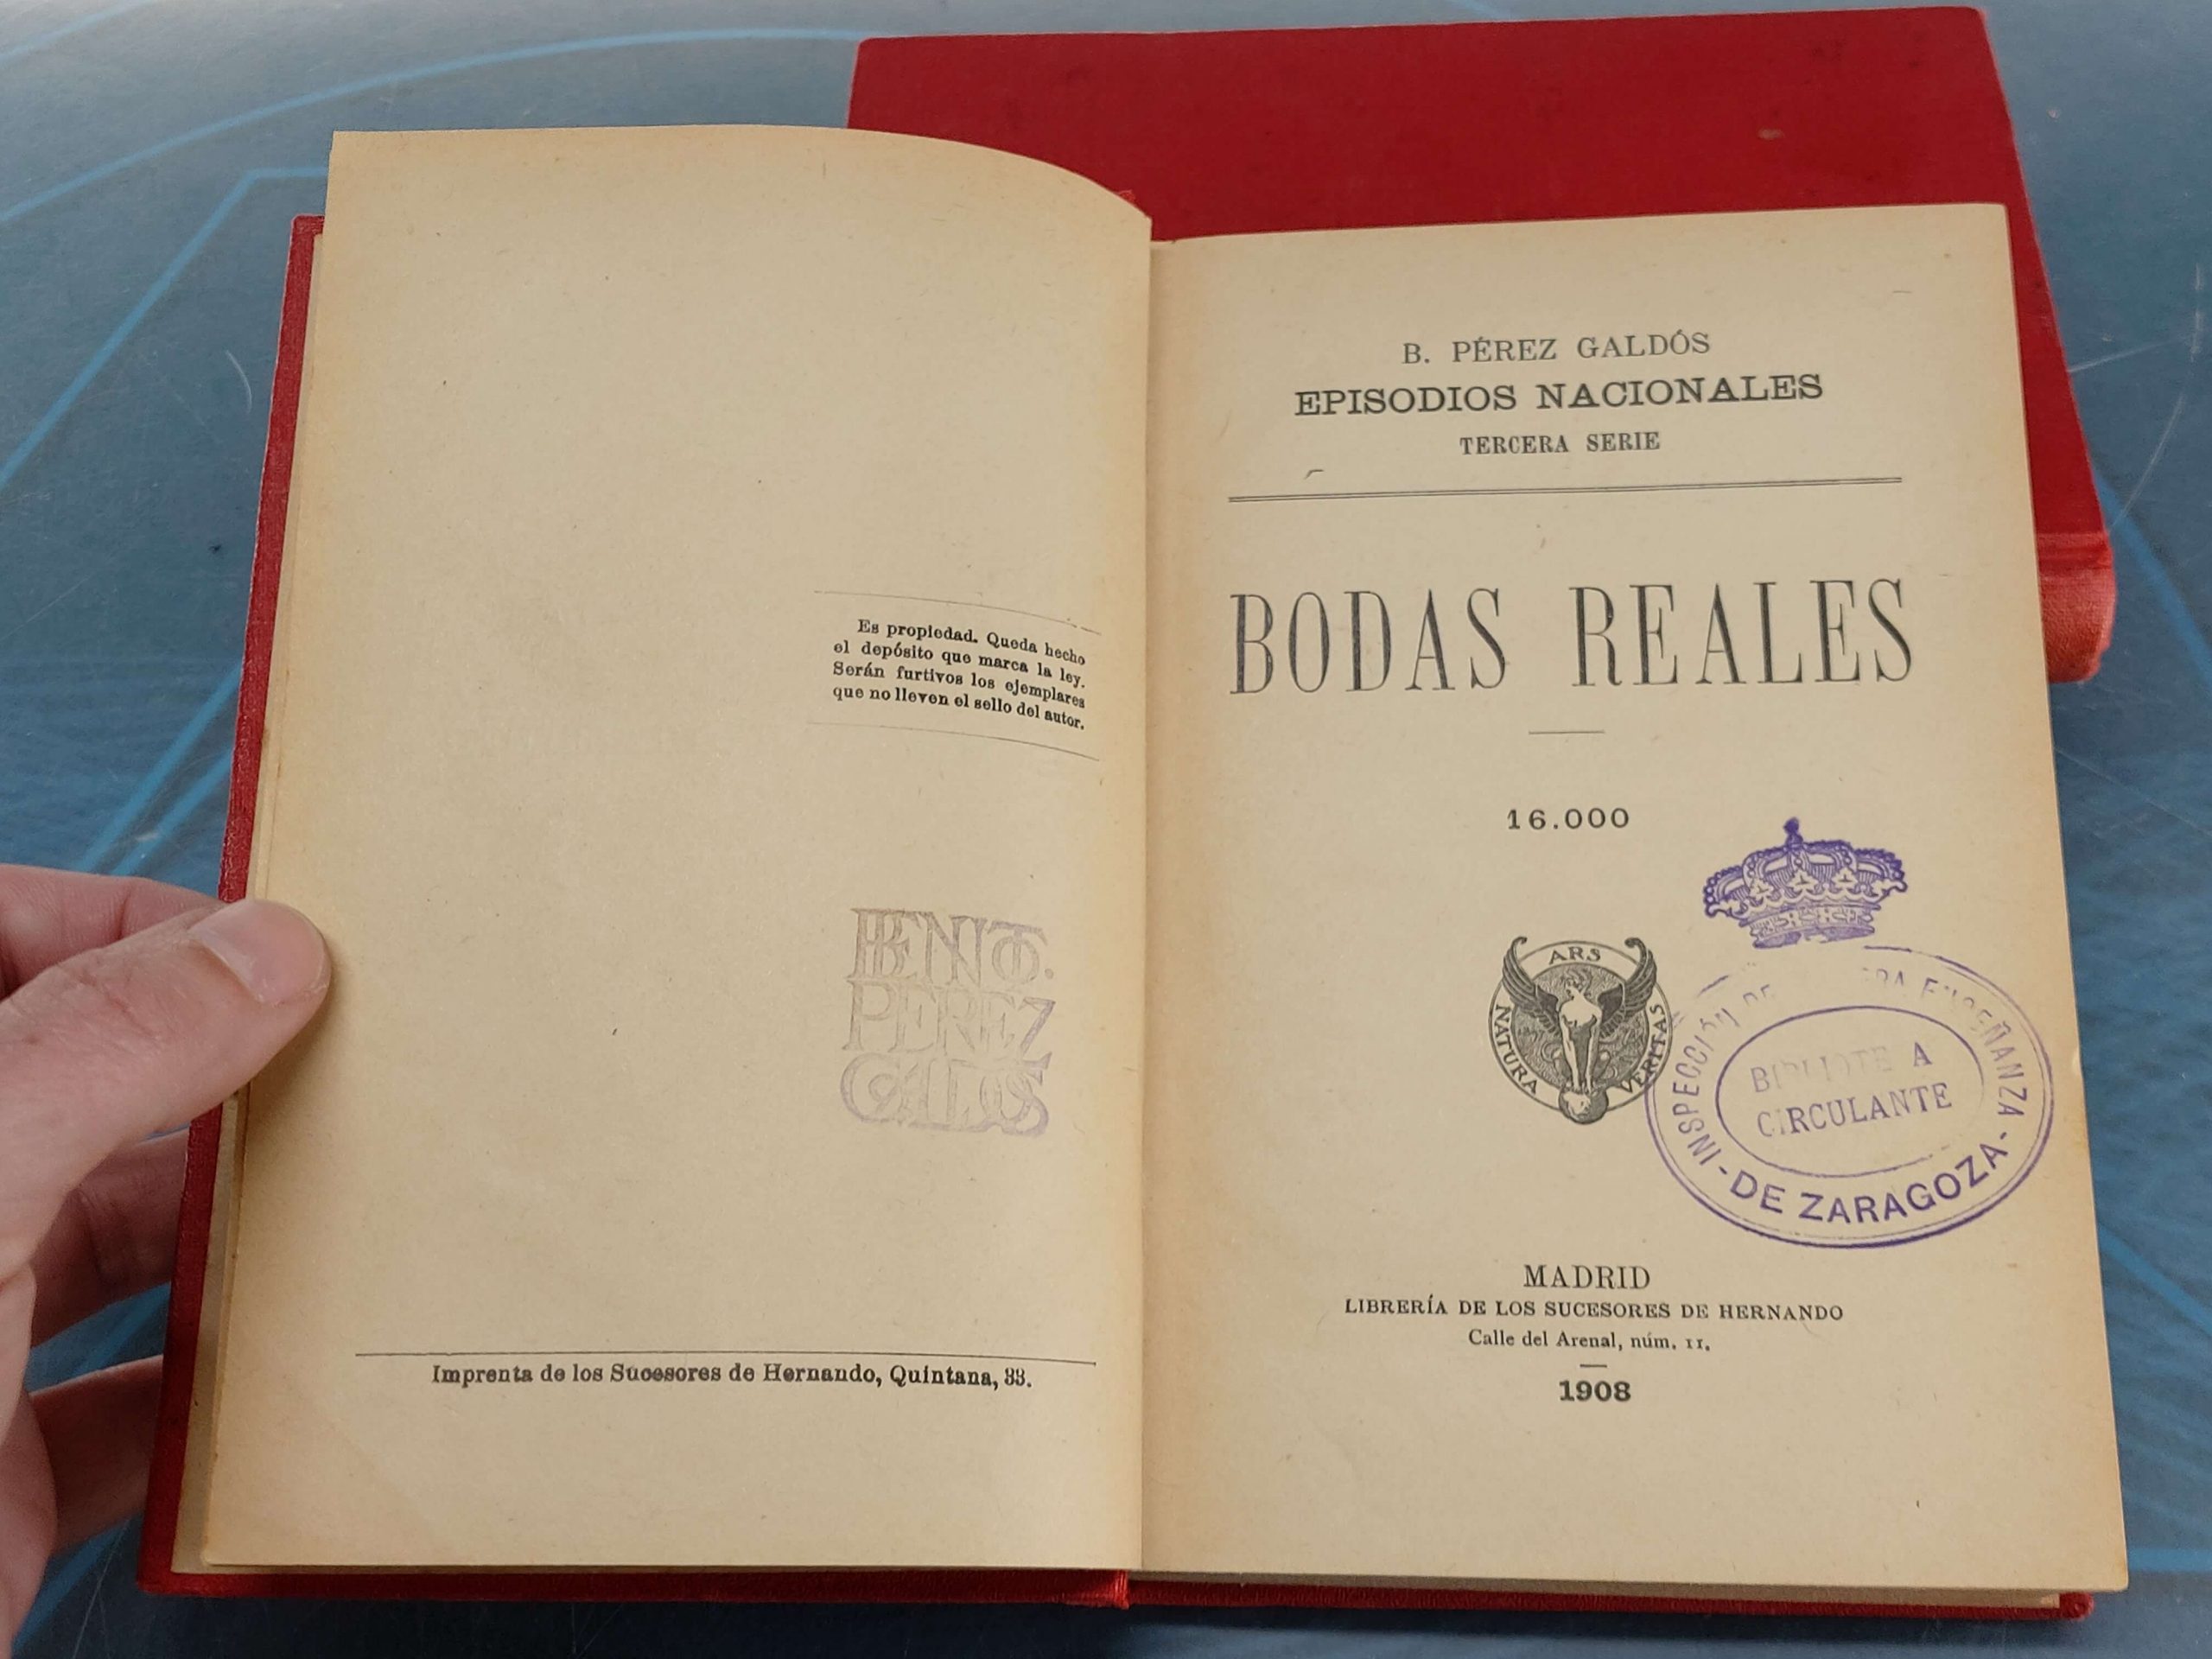 Es propiedad. Queda hecho
el depósito que marca la ley.
Serán furtivos los ejemplares
que no lleven el sello del autor.
BENITO.
PEREZ
GALDOS
Imprenta de los Sucesores de Hernando, Quintana, 33.
B. PÉREZ GALDÓS
EPISODIOS NACIONALES
TERCERA SERIE
BODAS REALES
16.000
ARS
NATURA
VERITAS
INSPECCIÓN DE ENSEÑANZA
CIRCULANTE
- DE ZARAGOZA -
MADRID
LIBRERÍA DE LOS SUCESORES DE HERNANDO
Calle del Arenal, núm. 11.
1908